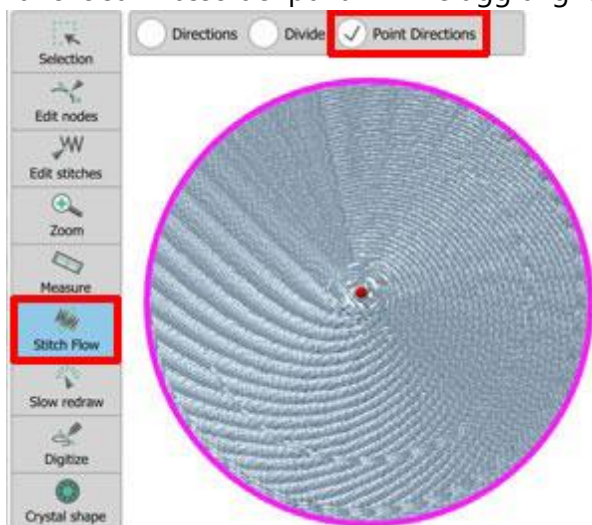 Directions Divide Point Directions
Selection
Edit nodes
Edit stitches
Zoom
Measure
Stitch Flow
Slow redraw
Digitize
Crystal shape